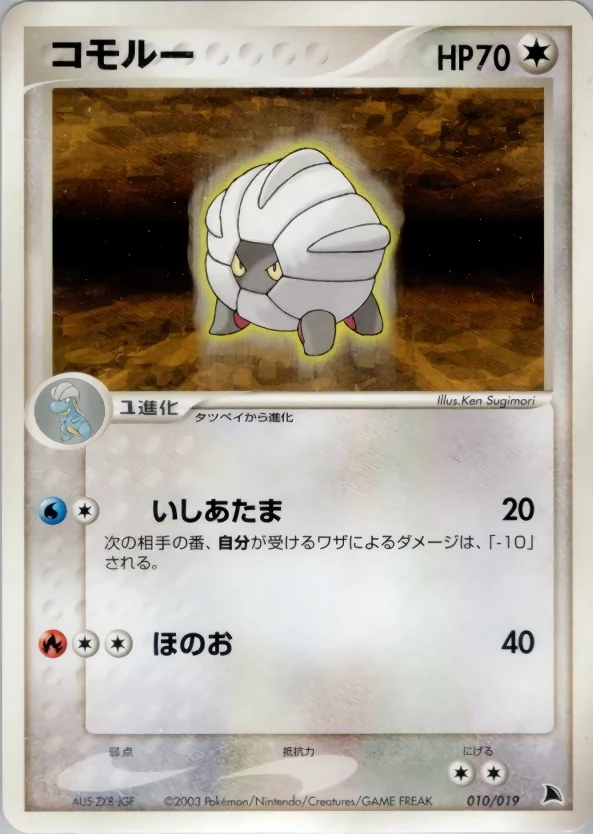 コモルー HP70
Illus.Ken Sugimori
1進化
タツベイから進化
いしあたま 20
次の相手の番、自分が受けるワザによるダメージは、「-10」
される。
ほのお 40
弱点 抵抗力 にげる
AU5-ZX8-JGF ©2003 Pokémon/Nintendo/Creatures/GAME FREAK 010/019